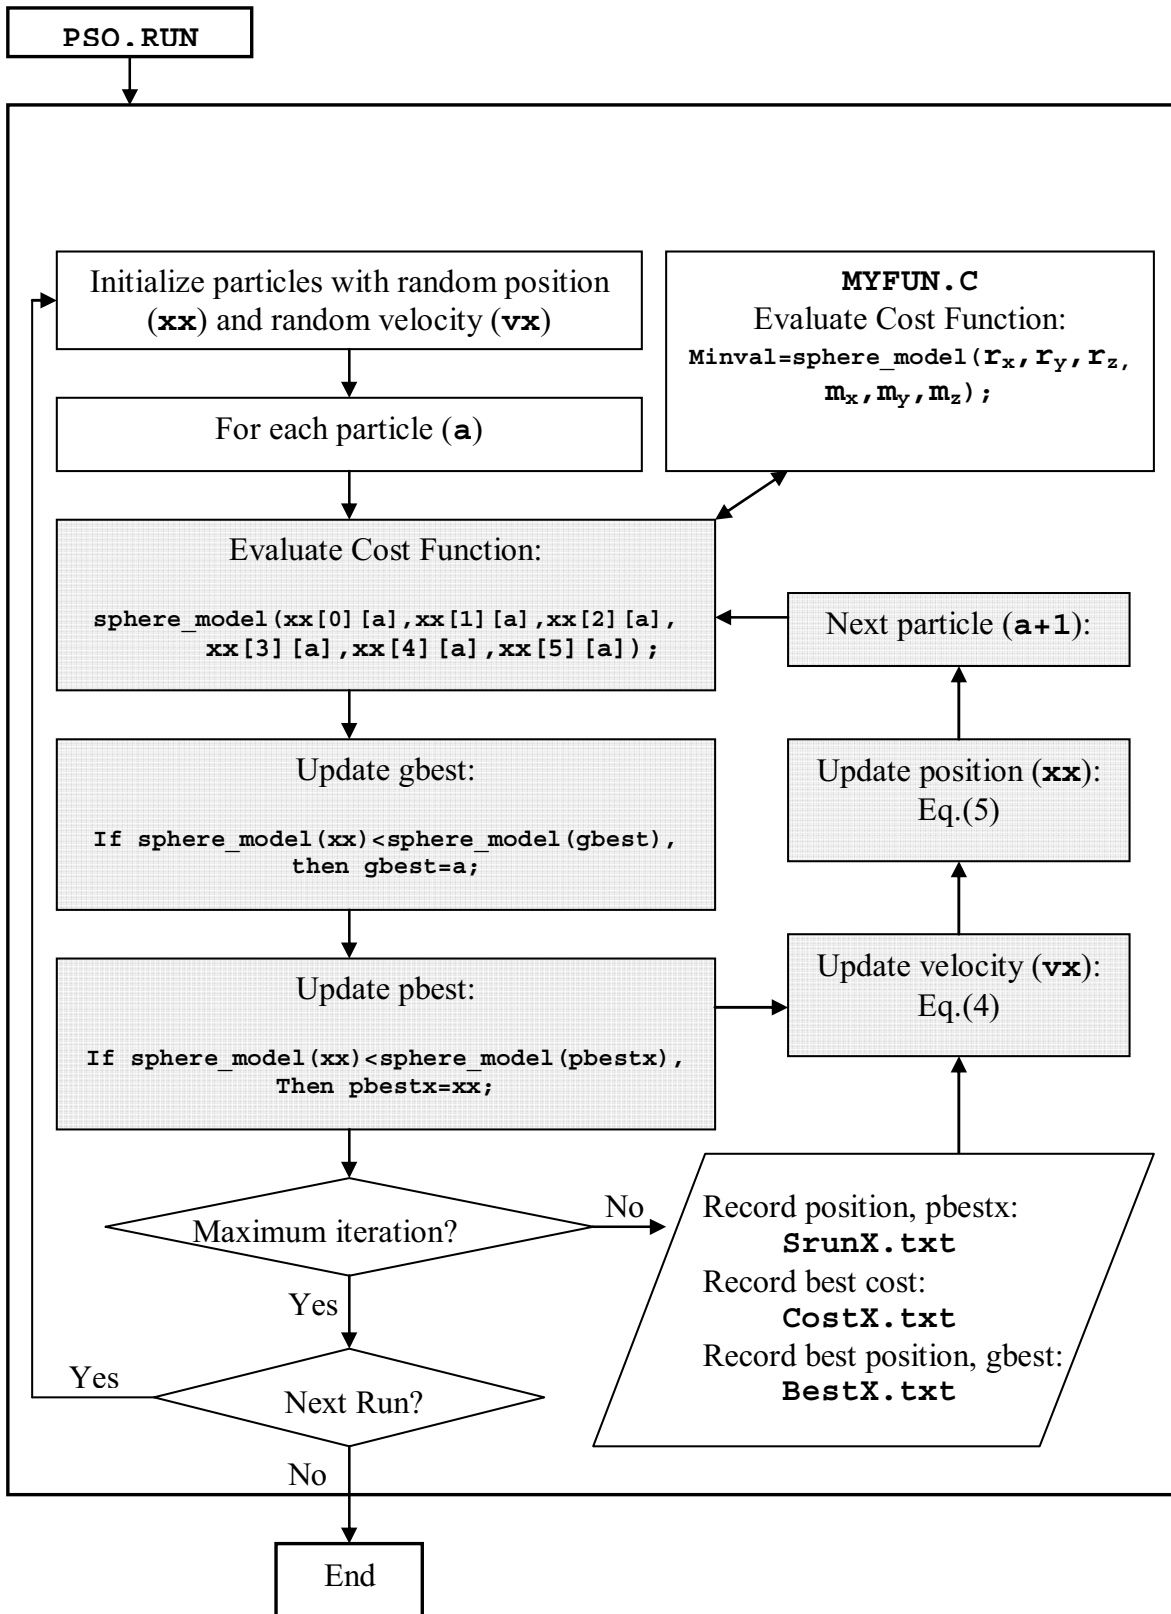 PSO.RUN
Initialize particles with random position
(xx) and random velocity (vx)
MYFUN.C
Evaluate Cost Function:
Minval=sphere_model(rx,ry,rz,
mx,my,mz);
For each particle (a)
Evaluate Cost Function:
sphere_model(xx[0][a],xx[1][a],xx[2][a],
xx[3][a],xx[4][a],xx[5][a]);
Next particle (a+1):
Update gbest:
If sphere_model(xx)<sphere_model(gbest),
then gbest=a;
Update position (xx):
Eq.(5)
Update pbest:
If sphere_model(xx)<sphere_model(pbestx),
Then pbestx=xx;
Update velocity (vx):
Eq.(4)
Maximum iteration?
No
Yes
Record position, pbestx:
SrunX.txt
Record best cost:
CostX.txt
Record best position, gbest:
BestX.txt
Yes
Next Run?
No
End